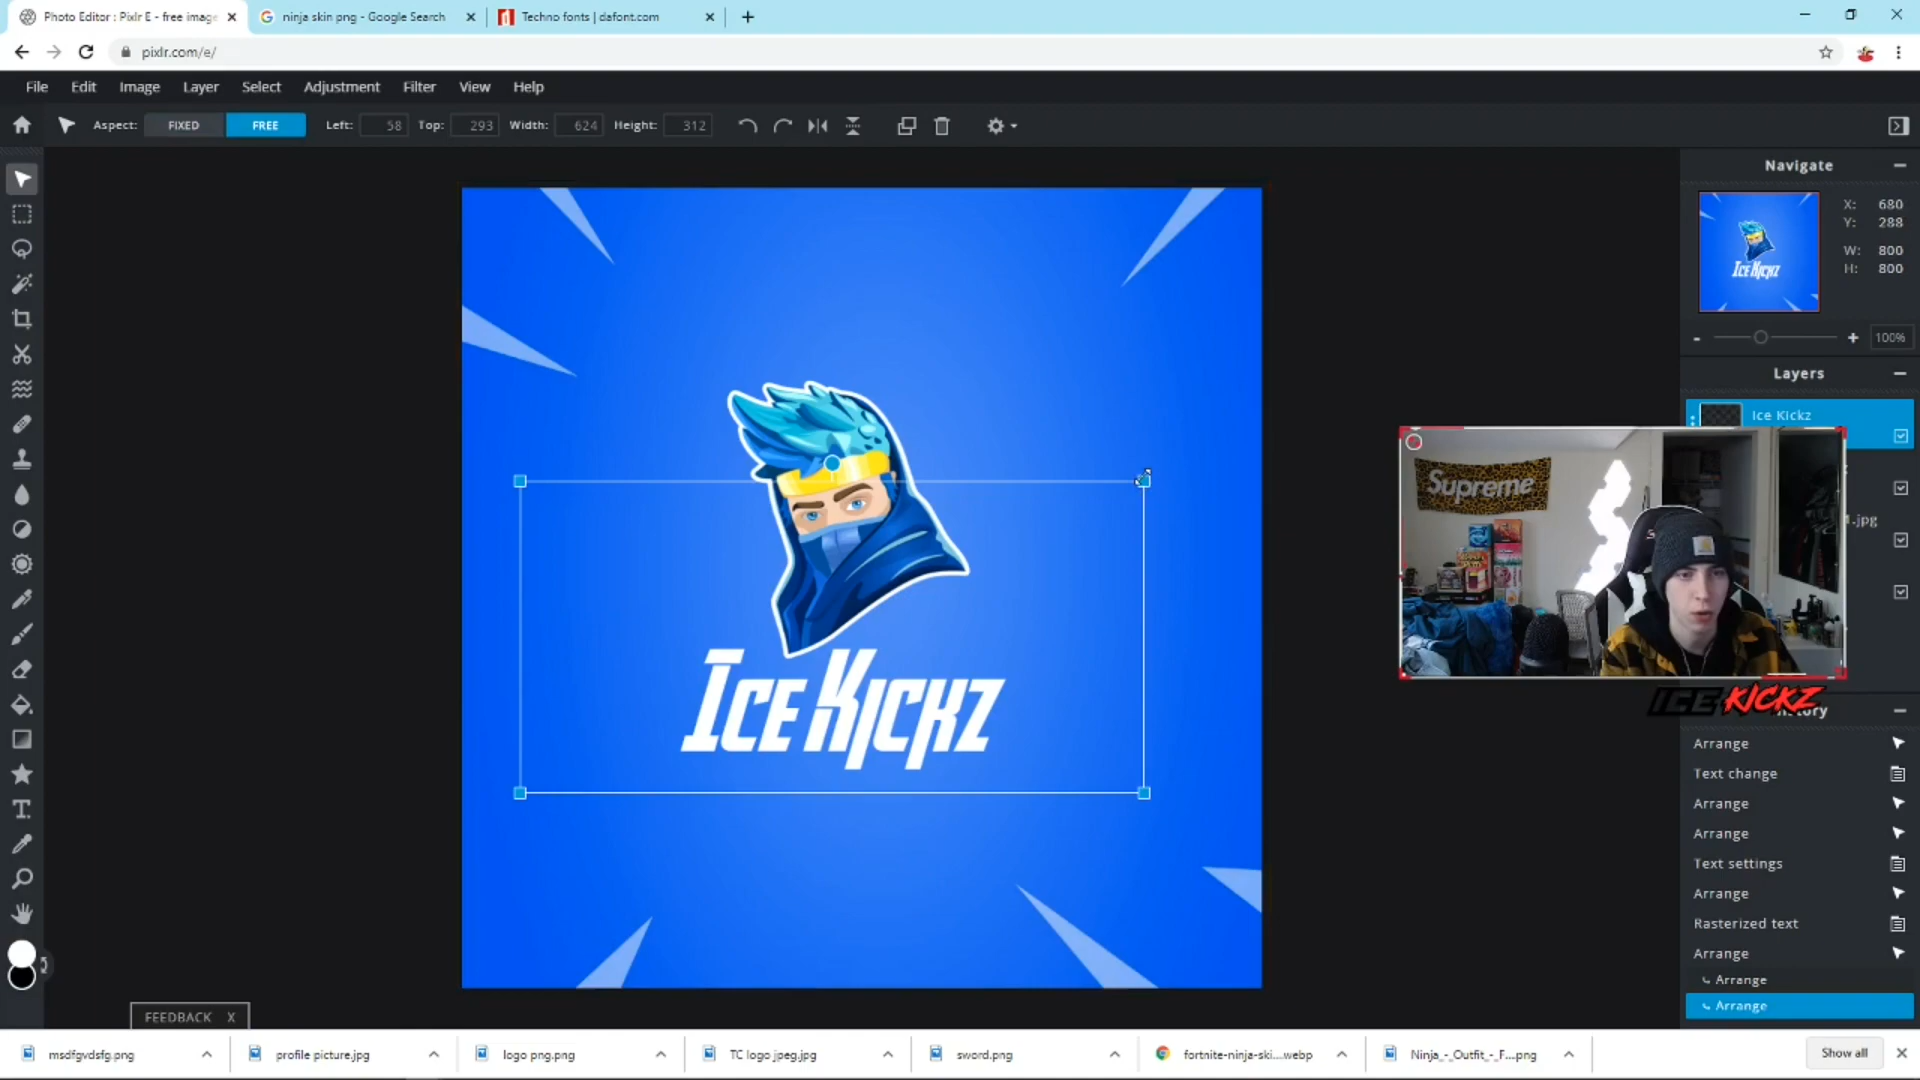 Photo Editor : Pixlr E - free image
ninja skin png - Google Search
Techno fonts | dafont.com
pixlr.com/e/
File Edit Image Layer Select Adjustment Filter View Help
Aspect: FIXED FREE Left: 58 Top: 293 Width: 624 Height: 312
Navigate
X: 680
Y: 288
W: 800
H: 800
100%
Layers
Ice Kickz
1-.jpg
Supreme
ICE KICKZ
Ice Kickz
Arrange
Text change
Arrange
Arrange
Text settings
Arrange
Rasterized text
Arrange
Arrange
Arrange
FEEDBACK X
msdfgvdsfg.png
profile picture.jpg
logo png.png
TC logo jpeg.jpg
sword.png
fortnite-ninja-ski....webp
Ninja_-_Outfit_-_F....png
Show all